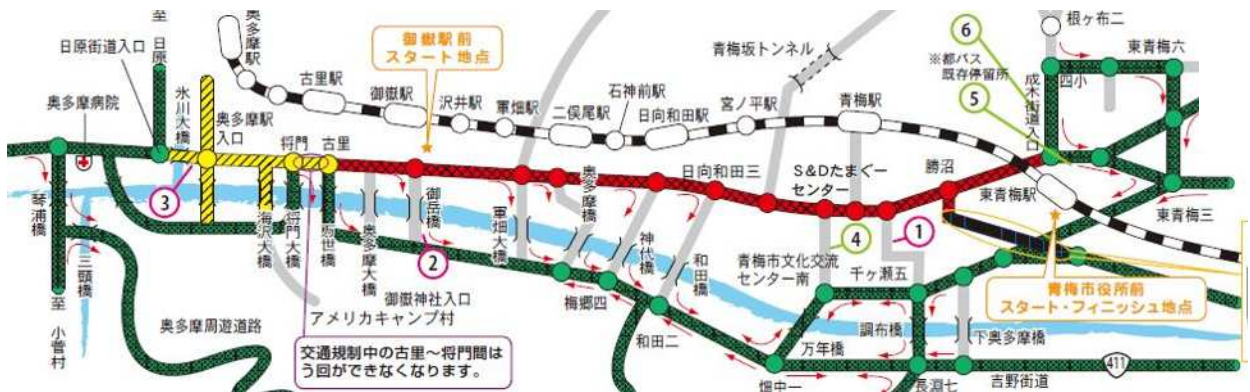 至 日原
日原街道入口
奥多摩病院
氷川大橋
奥多摩駅
奥多摩駅
入口
古里駅
御嶽駅
御嶽駅前
スタート地点
沢井駅
軍畑駅
二俣尾駅
石神前駅
日向和田駅
宮ノ平駅
青梅坂トンネル
青梅駅
根ヶ布二
6
※都バス
既存停留所
5
成木街道入口
四小
東青梅六
将門
古里
3
奥多摩橋
日向和田三
S&Dたまぐー
センター
勝沼
東青梅駅
東青梅三
琴浦橋
三頭橋
海沢大橋
将門大橋
万世橋
奥多摩大橋
御岳橋
2
軍畑大橋
神代橋
和田橋
4
1
青梅市文化交流
センター南
千ヶ瀬五
青梅市役所前
スタート・フィニッシュ地点
御嶽神社入口
アメリカキャンプ村
梅郷四
和田二
万年橋
調布橋
下奥多摩橋
至 小菅村
奥多摩周遊道路
交通規制中の古里～将門間は
う回ができなくなります。
畑中一
長淵七
吉野街道
411